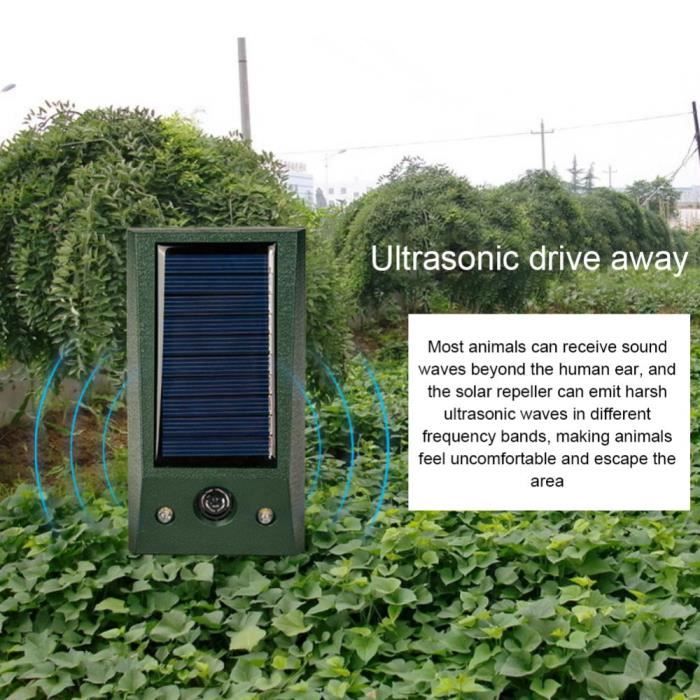 Ultrasonic drive away
Most animals can receive sound
waves beyond the human ear, and
the solar repeller can emit harsh
ultrasonic waves in different
frequency bands, making animals
feel uncomfortable and escape the
area